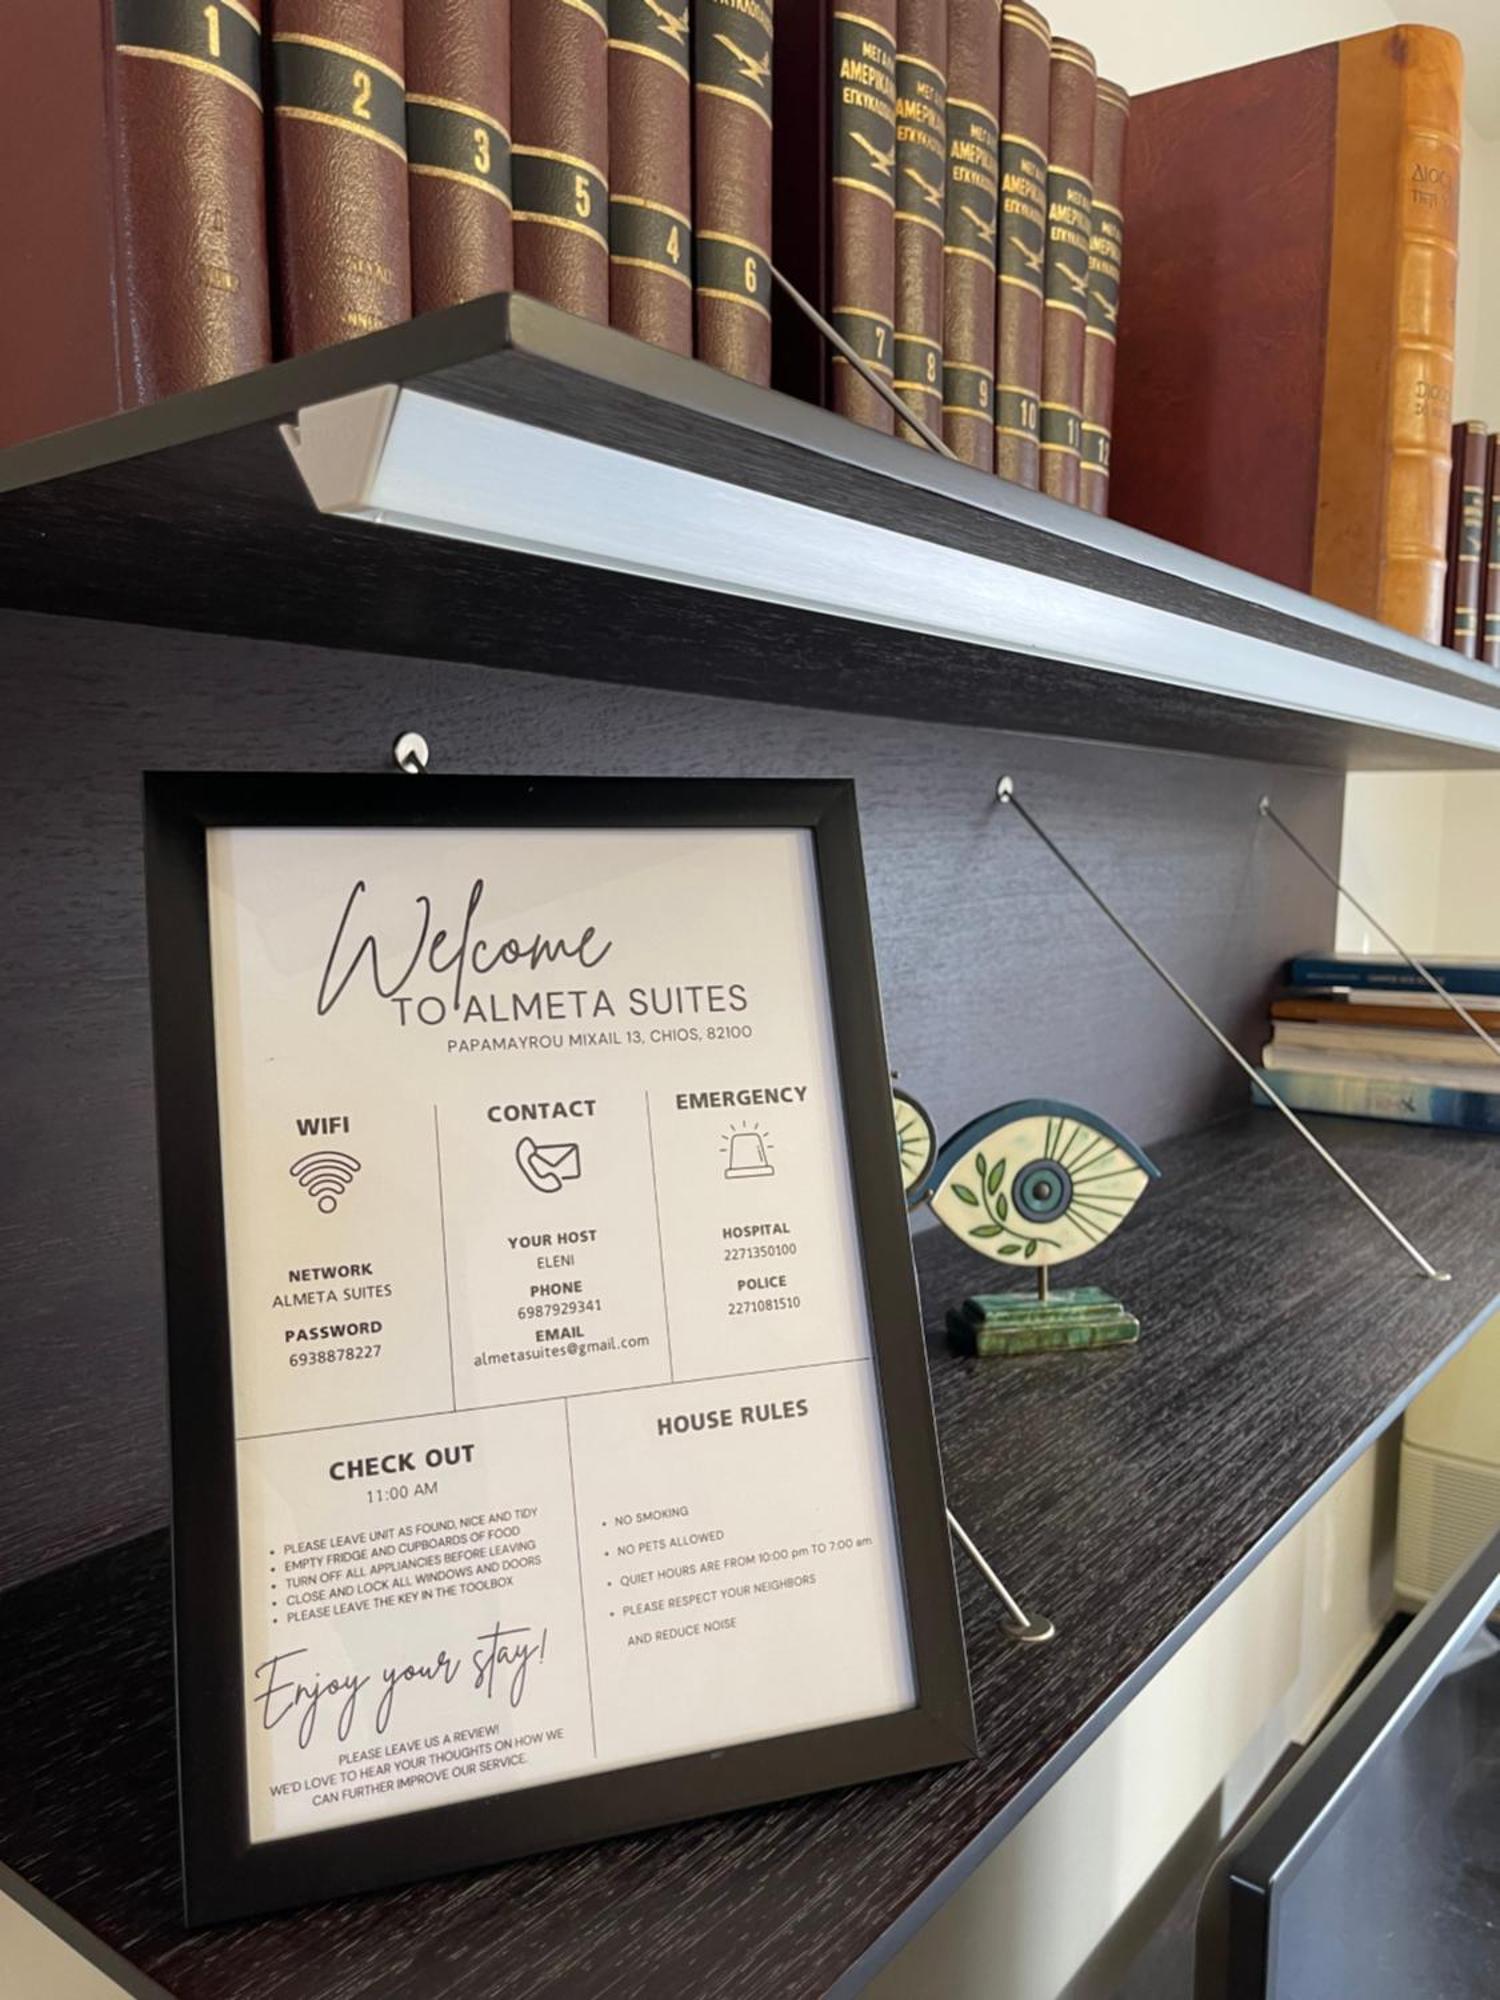 1
2
3
5
4
6
ΑΜΕΡΙΚΑ
7
8
9
10
11
Welcome
TO ALMETA SUITES
PAPAMAYROU MIXAIL 13, CHIOS, 82100
WIFI
NETWORK
ALMETA SUITES
PASSWORD
6938878227
CONTACT
YOUR HOST
ELENI
PHONE
6987929341
EMAIL
almetasuites@gmail.com
EMERGENCY
HOSPITAL
2271350100
POLICE
2271081510
CHECK OUT
11:00 AM
• PLEASE LEAVE UNIT AS FOUND, NICE AND TIDY
• EMPTY FRIDGE AND CUPBOARDS OF FOOD
• TURN OFF ALL APPLIANCIES BEFORE LEAVING
• CLOSE AND LOCK ALL WINDOWS AND DOORS
• PLEASE LEAVE THE KEY IN THE TOOLBOX
Enjoy your stay!
PLEASE LEAVE US A REVIEW!
WE'D LOVE TO HEAR YOUR THOUGHTS ON HOW WE
CAN FURTHER IMPROVE OUR SERVICE.
HOUSE RULES
• NO SMOKING
• NO PETS ALLOWED
• QUIET HOURS ARE FROM 10:00 pm TO 7:00 am
• PLEASE RESPECT YOUR NEIGHBORS
AND REDUCE NOISE